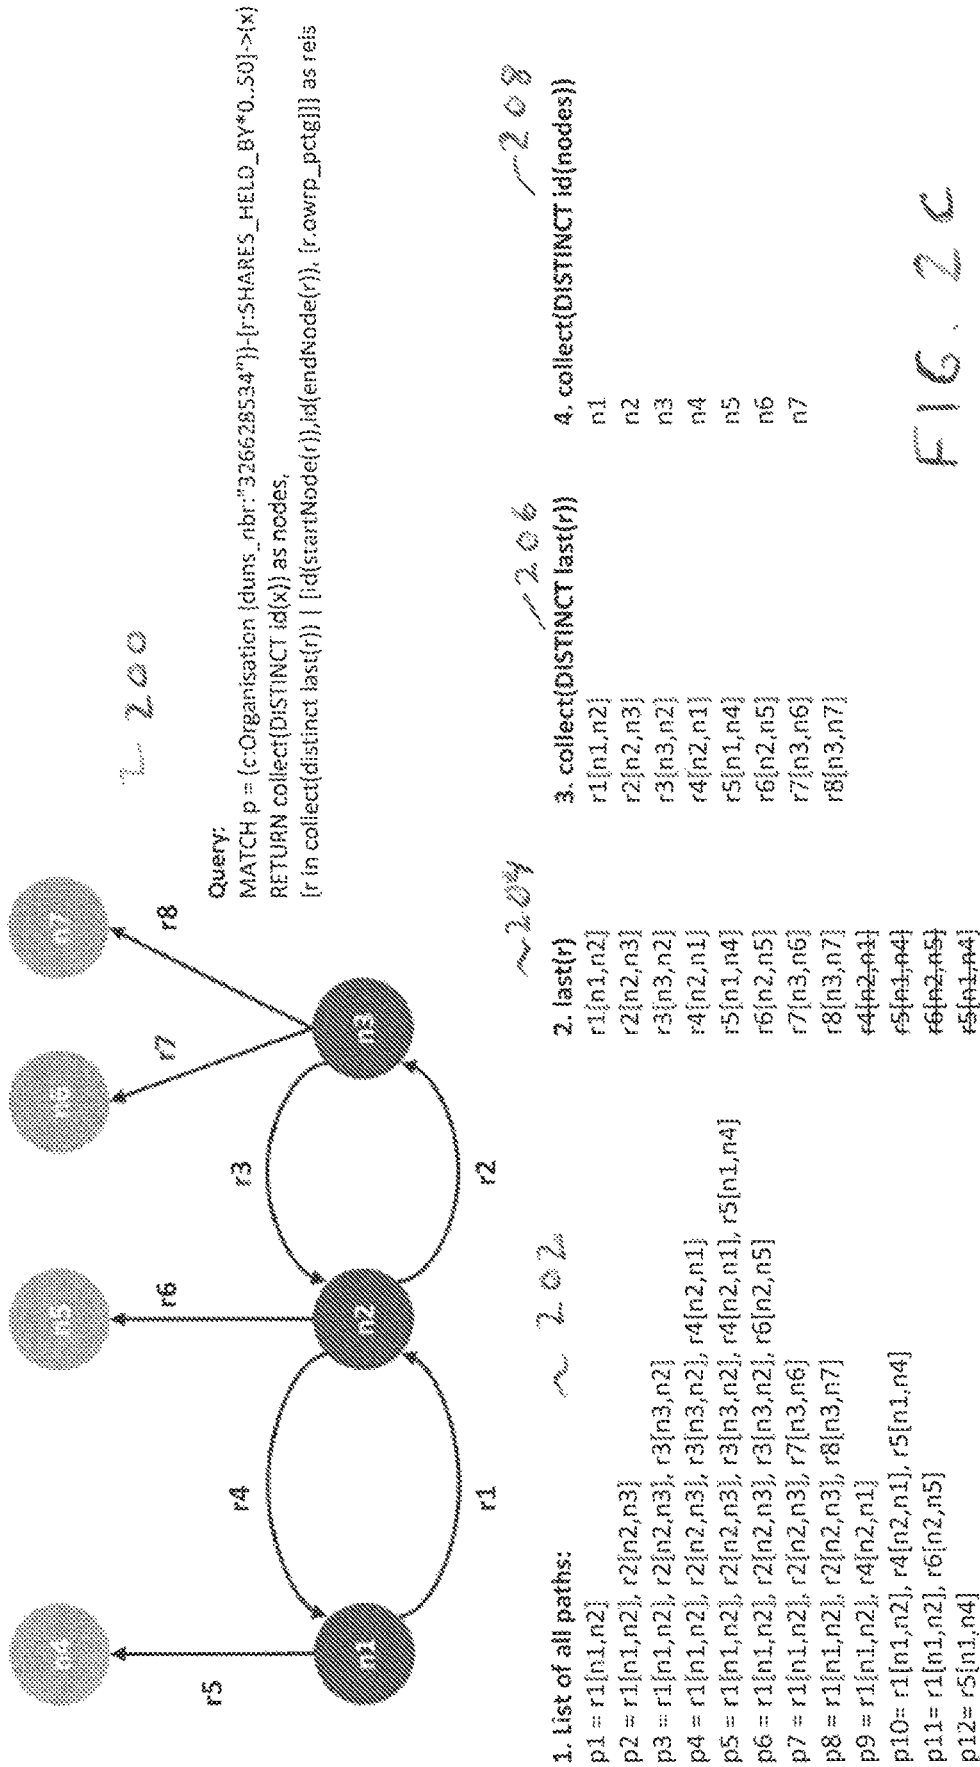 200
n4
n5
n6
n7
r5
r4
r6
r3
r7
r8
n1
n2
n3
r1
r2
Query:
MATCH p = (c:Organisation {duns_nbr:"326628534"})-[r:SHARES_HELD_BY*0..50]->(x)
RETURN collect(DISTINCT id(x)) as nodes,
[r in collect(distinct last(r)) | [id(startNode(r)),id(endNode(r)), [r.owrp_pctg]]] as rels
202
1. List of all paths:
p1 = r1[n1,n2]
p2 = r1[n1,n2], r2[n2,n3]
p3 = r1[n1,n2], r2[n2,n3], r3[n3,n2]
p4 = r1[n1,n2], r2[n2,n3], r3[n3,n2], r4[n2,n1]
p5 = r1[n1,n2], r2[n2,n3], r3[n3,n2], r4[n2,n1], r5[n1,n4]
p6 = r1[n1,n2], r2[n2,n3], r3[n3,n2], r6[n2,n5]
p7 = r1[n1,n2], r2[n2,n3], r7[n3,n6]
p8 = r1[n1,n2], r2[n2,n3], r8[n3,n7]
p9 = r1[n1,n2], r4[n2,n1]
p10= r1[n1,n2], r4[n2,n1], r5[n1,n4]
p11= r1[n1,n2], r6[n2,n5]
p12= r5[n1,n4]
204
2. last(r)
r1[n1,n2]
r2[n2,n3]
r3[n3,n2]
r4[n2,n1]
r5[n1,n4]
r6[n2,n5]
r7[n3,n6]
r8[n3,n7]
r4[n2,n1]
r5[n1,n4]
r6[n2,n5]
r5[n1,n4]
206
3. collect(DISTINCT last(r))
r1[n1,n2]
r2[n2,n3]
r3[n3,n2]
r4[n2,n1]
r5[n1,n4]
r6[n2,n5]
r7[n3,n6]
r8[n3,n7]
208
4. collect(DISTINCT id(nodes))
n1
n2
n3
n4
n5
n6
n7
FIG. 2C